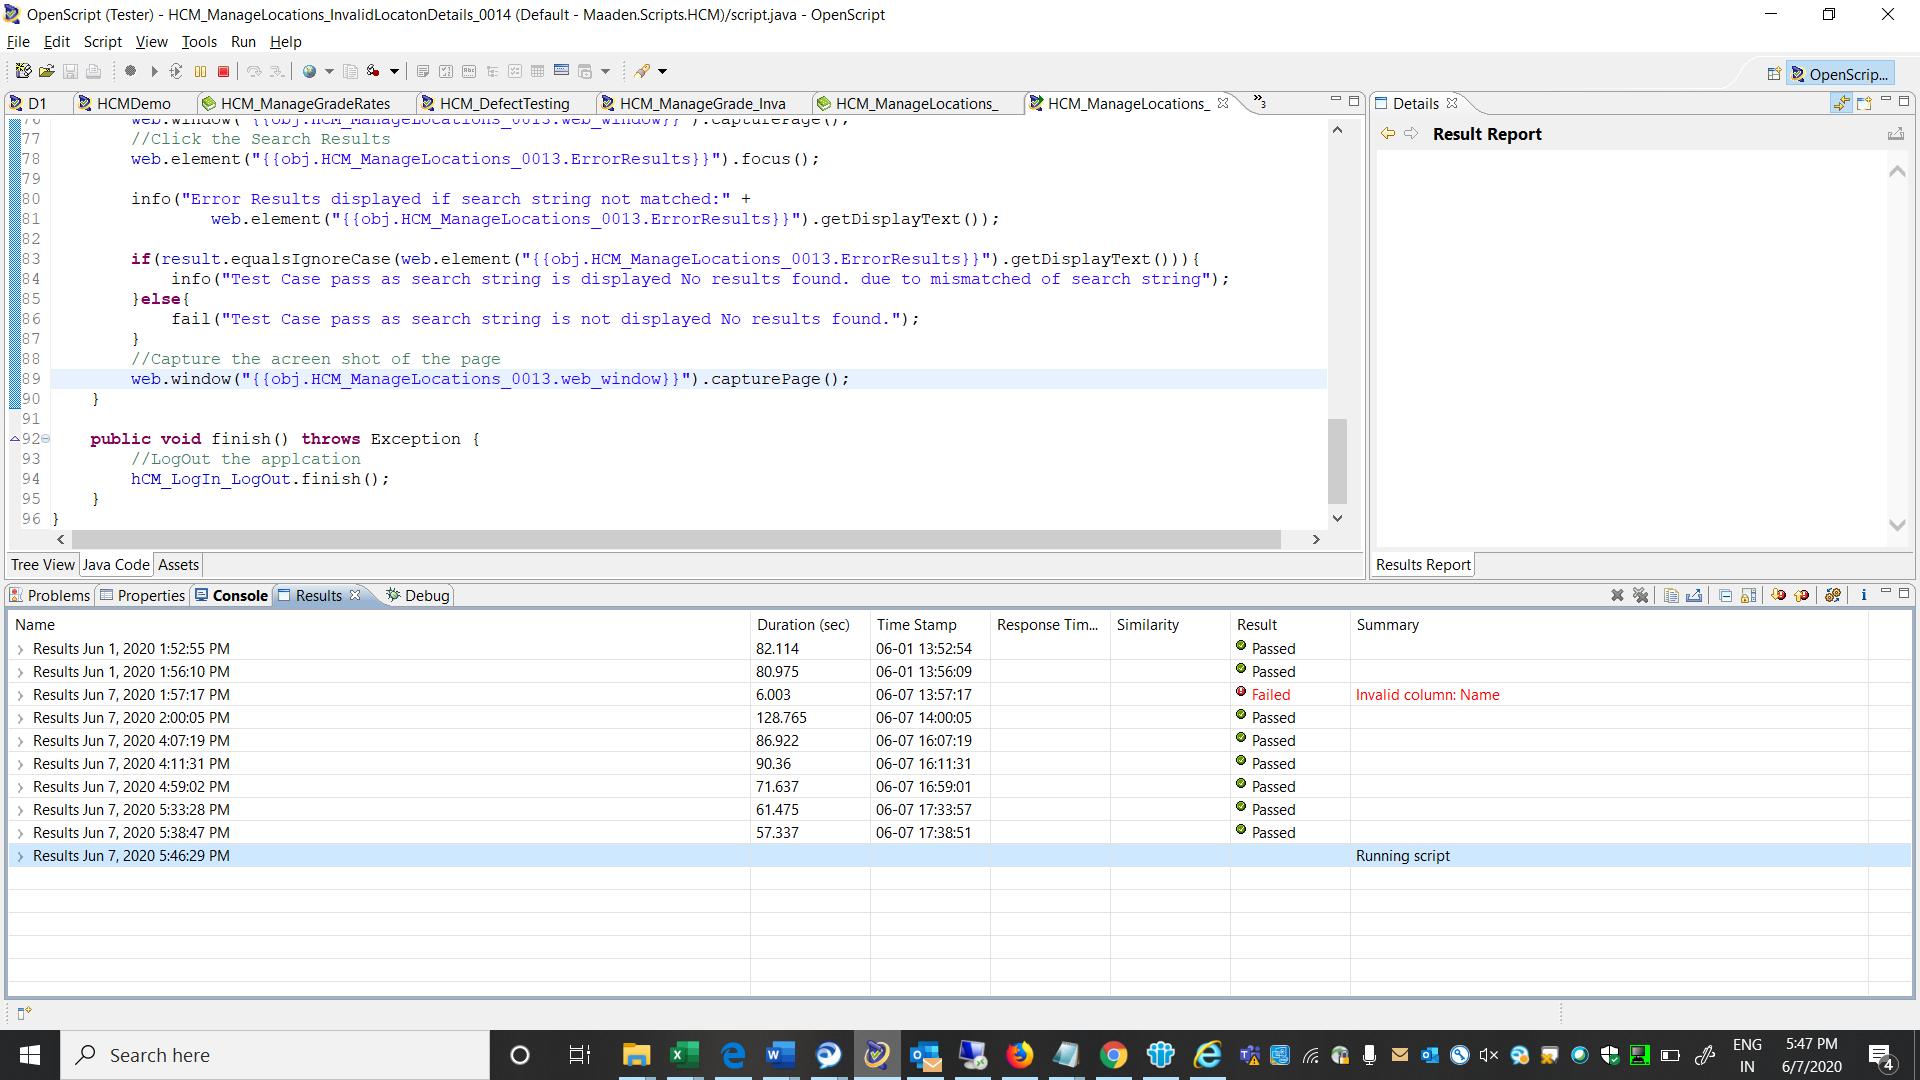 OpenScript (Tester) - HCM_ManageLocations_InvalidLocatonDetails_0014 (Default - Maaden.Scripts.HCM)/script.java - OpenScript
File Edit Script View Tools Run Help
OpenScrip...
D1 HCMDemo HCM_ManageGradeRates HCM_DefectTesting HCM_ManageGrade_Inva HCM_ManageLocations_ HCM_ManageLocations_ »3
Details
Result Report
76 web.window("{{obj.HCM_ManageLocations_0013.web_window}}").capturePage();
77 //Click the Search Results
78 web.element("{{obj.HCM_ManageLocations_0013.ErrorResults}}").focus();
79
80 info("Error Results displayed if search string not matched:" +
81 web.element("{{obj.HCM_ManageLocations_0013.ErrorResults}}").getDisplayText());
82
83 if(result.equalsIgnoreCase(web.element("{{obj.HCM_ManageLocations_0013.ErrorResults}}").getDisplayText())){
84 info("Test Case pass as search string is displayed No results found. due to mismatched of search string");
85 }else{
86 fail("Test Case pass as search string is not displayed No results found.");
87 }
88 //Capture the acreen shot of the page
89 web.window("{{obj.HCM_ManageLocations_0013.web_window}}").capturePage();
90 }
91
92 public void finish() throws Exception {
93 //LogOut the applcation
94 hCM_LogIn_LogOut.finish();
95 }
96 }
Tree View Java Code Assets
Results Report
Problems Properties Console Results Debug
Name Duration (sec) Time Stamp Response Tim... Similarity Result Summary
Results Jun 1, 2020 1:52:55 PM 82.114 06-01 13:52:54 Passed
Results Jun 1, 2020 1:56:10 PM 80.975 06-01 13:56:09 Passed
Results Jun 7, 2020 1:57:17 PM 6.003 06-07 13:57:17 Failed Invalid column: Name
Results Jun 7, 2020 2:00:05 PM 128.765 06-07 14:00:05 Passed
Results Jun 7, 2020 4:07:19 PM 86.922 06-07 16:07:19 Passed
Results Jun 7, 2020 4:11:31 PM 90.36 06-07 16:11:31 Passed
Results Jun 7, 2020 4:59:02 PM 71.637 06-07 16:59:01 Passed
Results Jun 7, 2020 5:33:28 PM 61.475 06-07 17:33:57 Passed
Results Jun 7, 2020 5:38:47 PM 57.337 06-07 17:38:51 Passed
Results Jun 7, 2020 5:46:29 PM Running script
Search here
ENG
IN
5:47 PM
6/7/2020
4